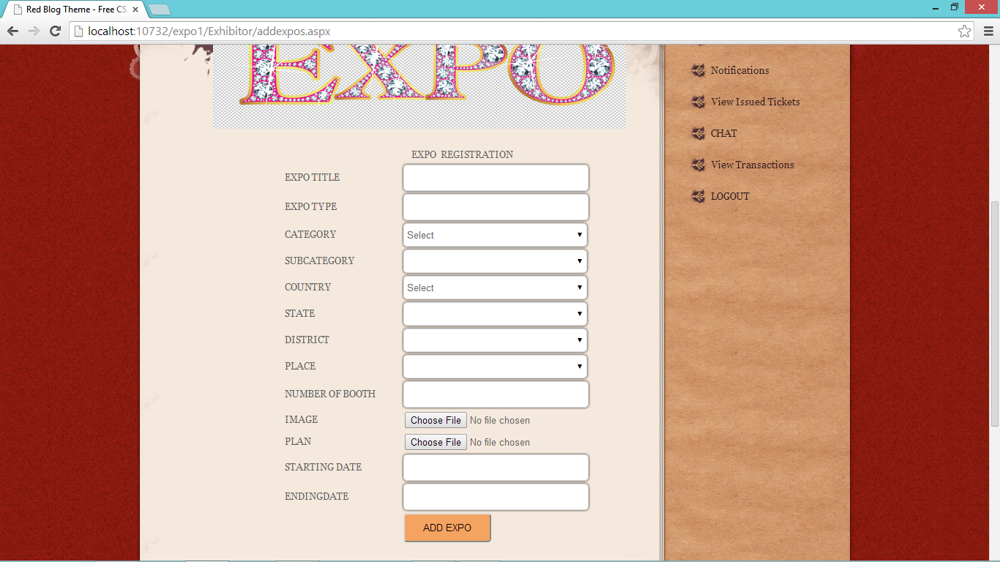 Red Blog Theme - Free CS
localhost:10732/expo1/Exhibitor/addexpos.aspx
EXPO
Notifications
View Issued Tickets
CHAT
View Transactions
LOGOUT
EXPO REGISTRATION
EXPO TITLE
EXPO TYPE
CATEGORY Select
SUBCATEGORY
COUNTRY Select
STATE
DISTRICT
PLACE
NUMBER OF BOOTH
IMAGE Choose File No file chosen
PLAN Choose File No file chosen
STARTING DATE
ENDINGDATE
ADD EXPO